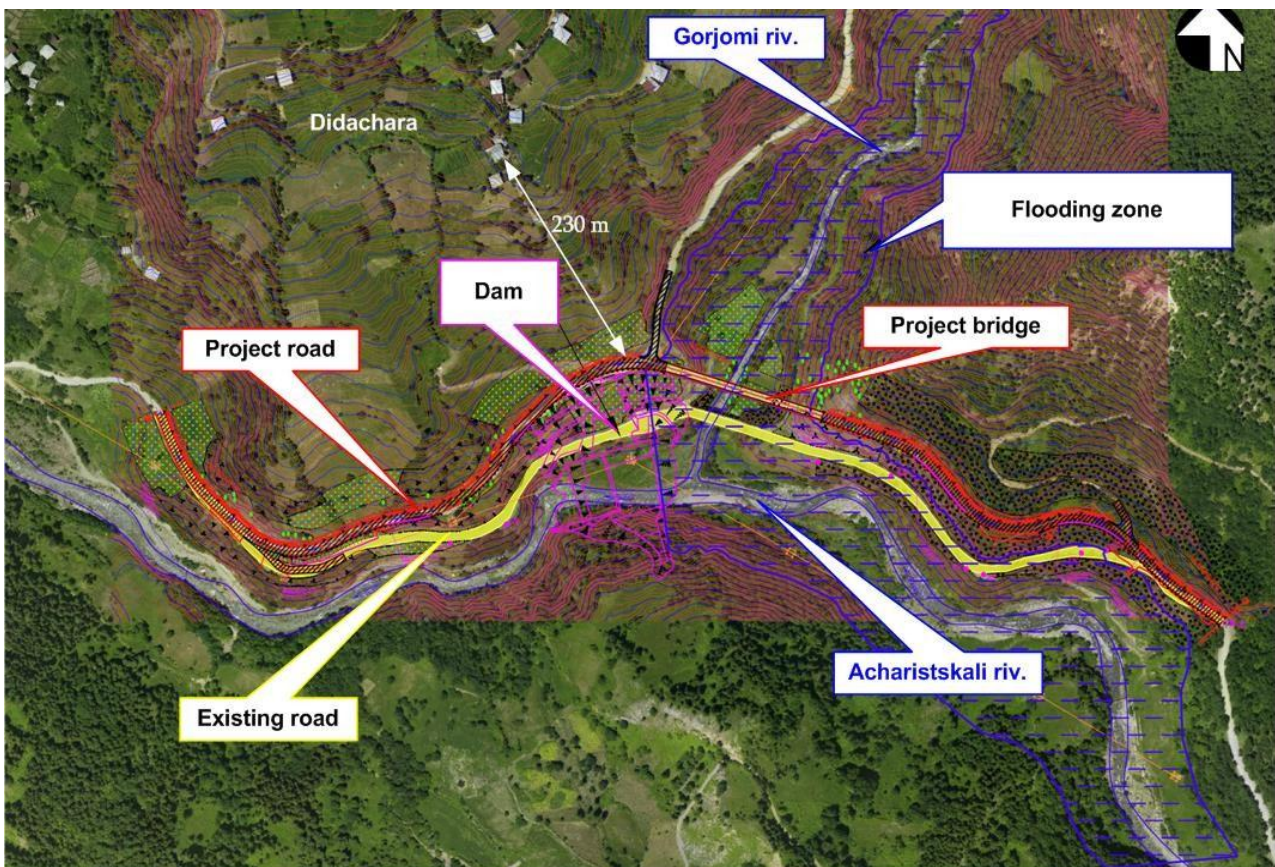 Gorjomi riv.
N
Didachara
Flooding zone
230 m
Dam
Project bridge
Project road
Acharistskali riv.
Existing road